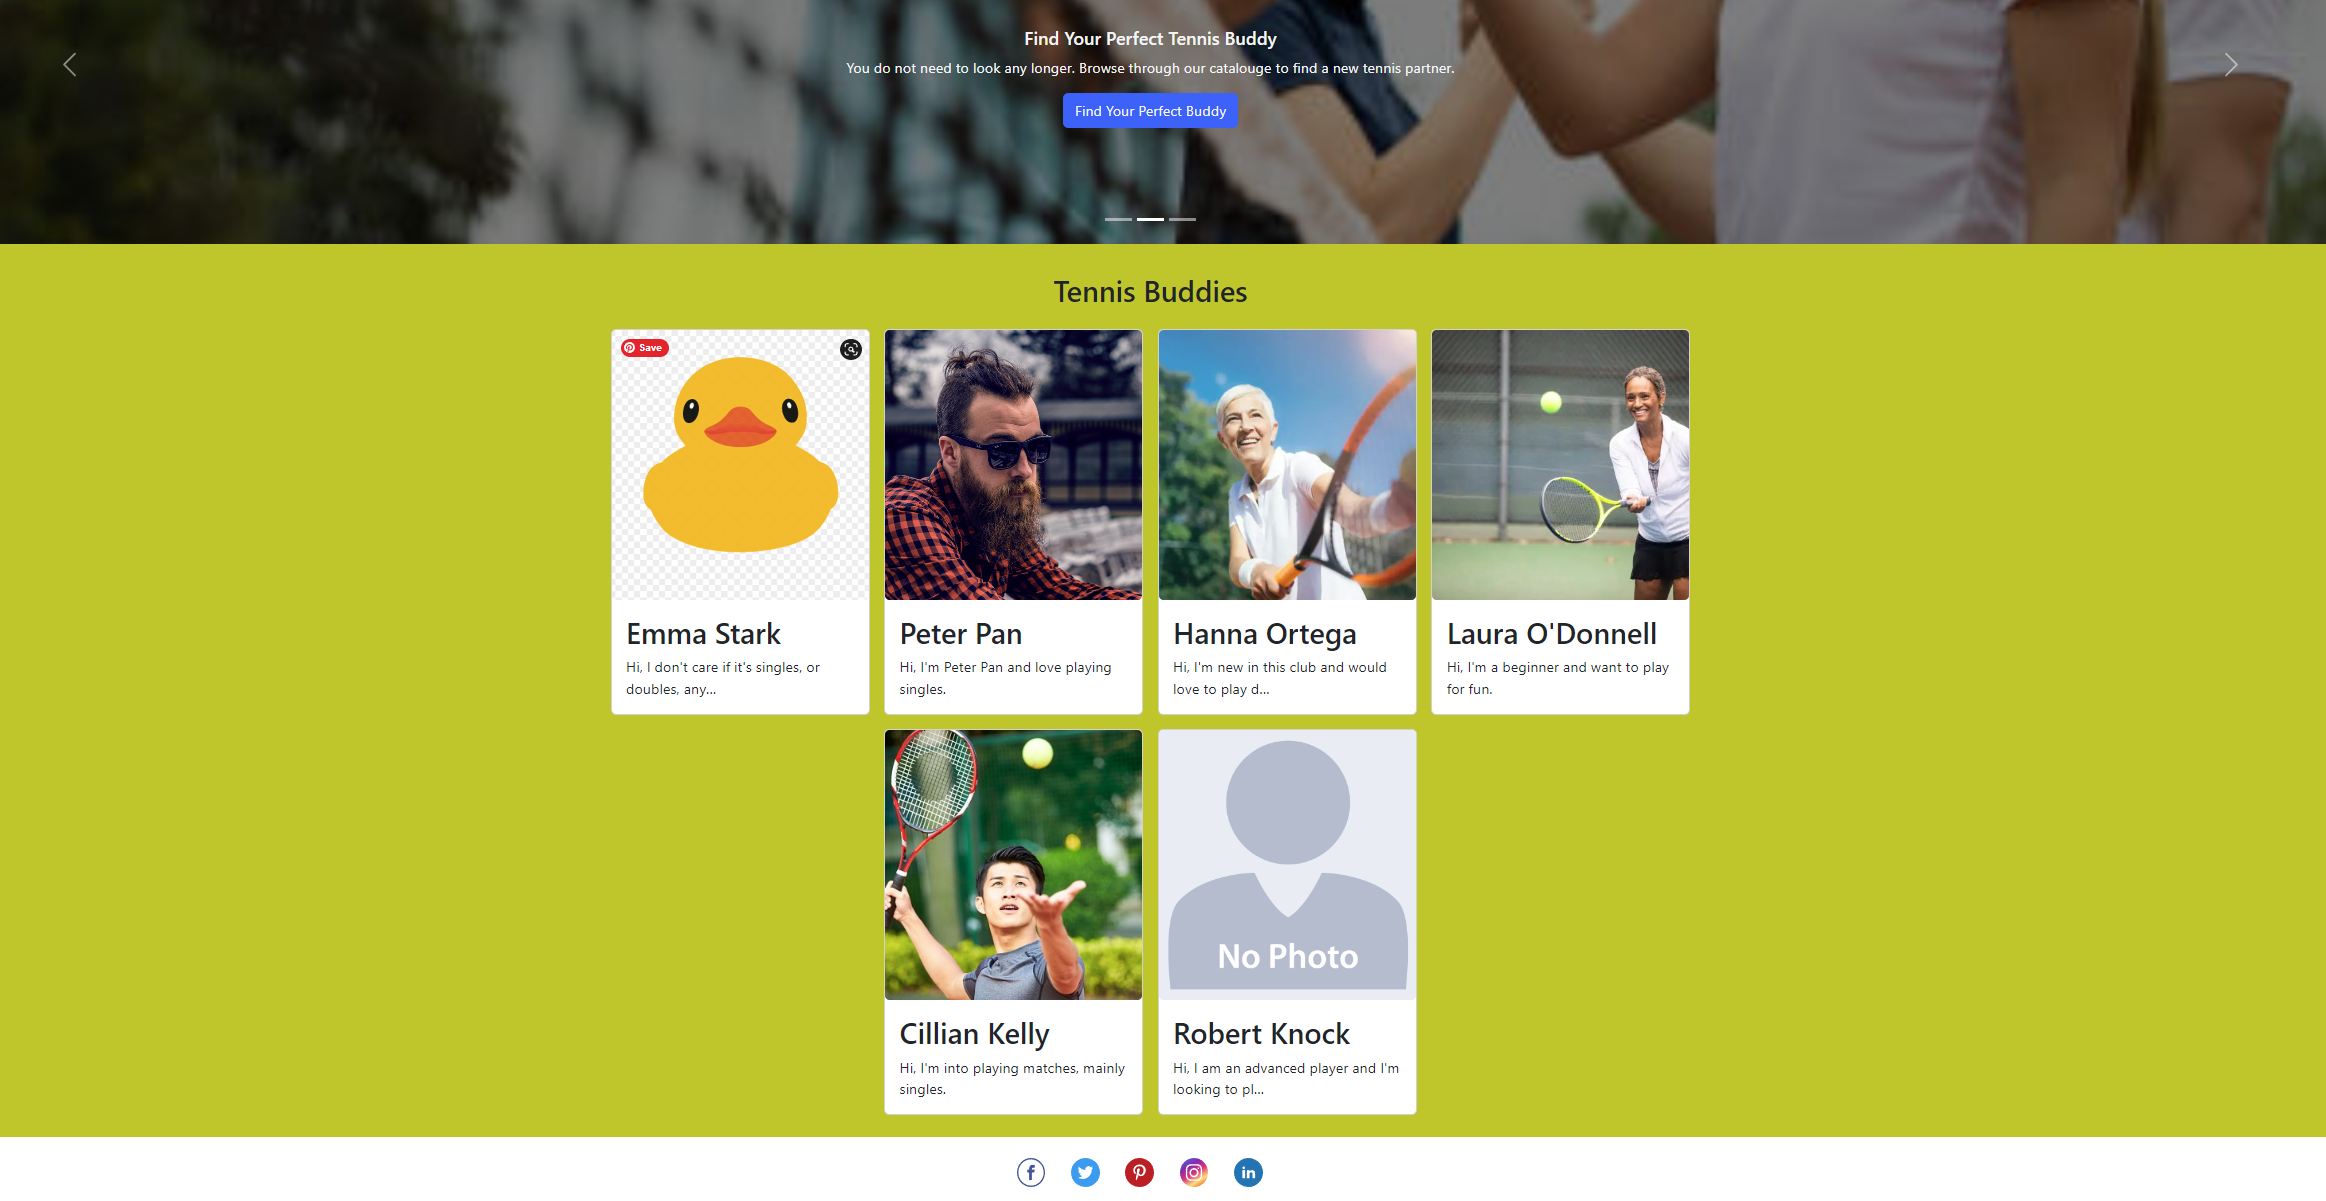 Find Your Perfect Tennis Buddy
You do not need to look any longer. Browse through our catalouge to find a new tennis partner.
Find Your Perfect Buddy
Tennis Buddies
Save
Emma Stark
Hi, I don't care if it's singles, or
doubles, any...
Peter Pan
Hi, I'm Peter Pan and love playing
singles.
Hanna Ortega
Hi, I'm new in this club and would
love to play d...
Laura O'Donnell
Hi, I'm a beginner and want to play
for fun.
No Photo
Cillian Kelly
Hi, I'm into playing matches, mainly
singles.
Robert Knock
Hi, I am an advanced player and I'm
looking to pl...